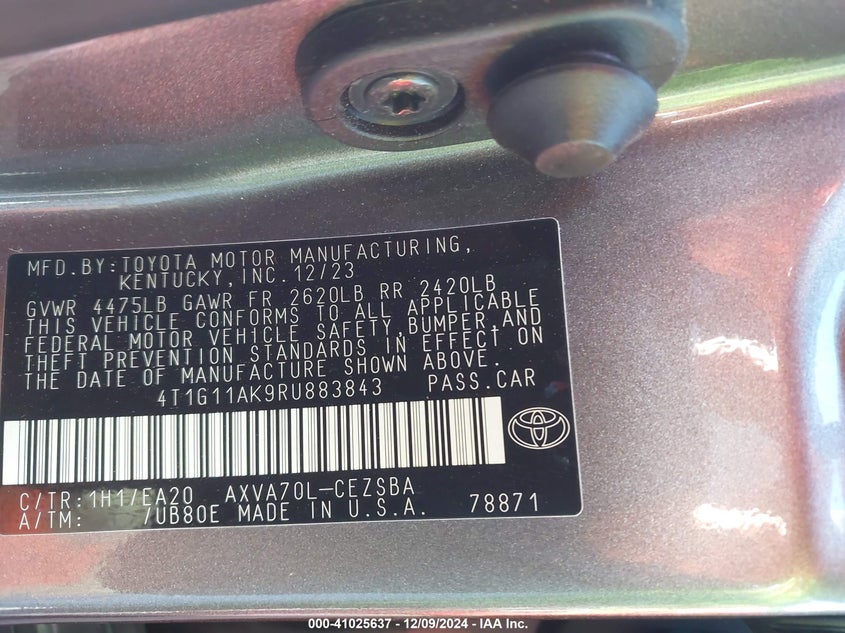 MFD.BY:TOYOTA MOTOR MANUFACTURING,
KENTUCKY,INC.12/23
GVWR 4475LB GAWR FR 2620LB RR 2420LB
THIS VEHICLE CONFORMS TO ALL APPLICABLE
FEDERAL MOTOR VEHICLE SAFETY,BUMPER,AND
THEFT PREVENTION STANDARDS IN EFFECT ON
THE DATE OF MANUFACTURE SHOWN ABOVE.
4T1G11AK9RU883843 PASS.CAR
C/TR:1H1/EA20 AXVA70L-CEZSBA
A/TM: /UB80E MADE IN U.S.A. 78871
000-41025637 - 12/09/2024 - IAA Inc.